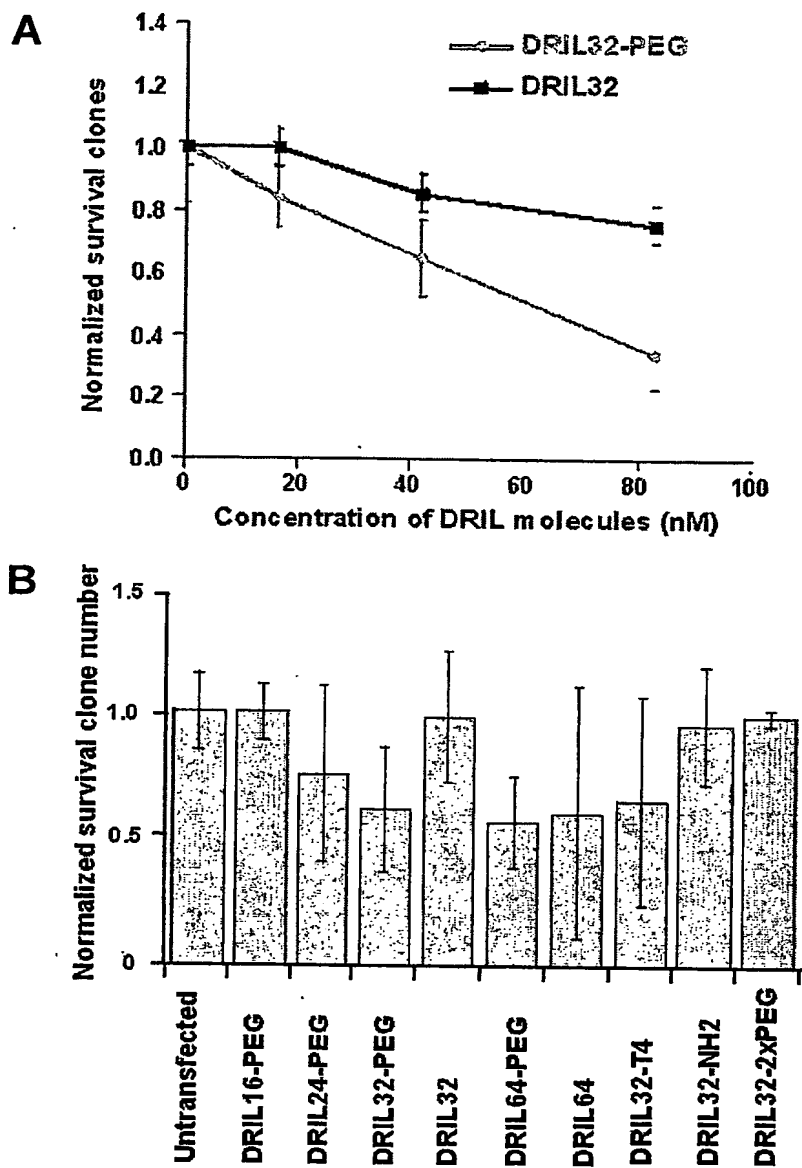 A
1.4
1.2
1.0
0.8
0.6
0.4
0.2
0.0
Normalized survival clones
DRIL32-PEG
DRIL32
0 20 40 60 80 100
Concentration of DRIL molecules (nM)
B
Normalized survival clone number
1.5
1.0
0.5
0
Untransfected
DRIL16-PEG
DRIL24-PEG
DRIL32-PEG
DRIL32
DRIL64-PEG
DRIL64
DRIL32-T4
DRIL32-NH2
DRIL32-2xPEG